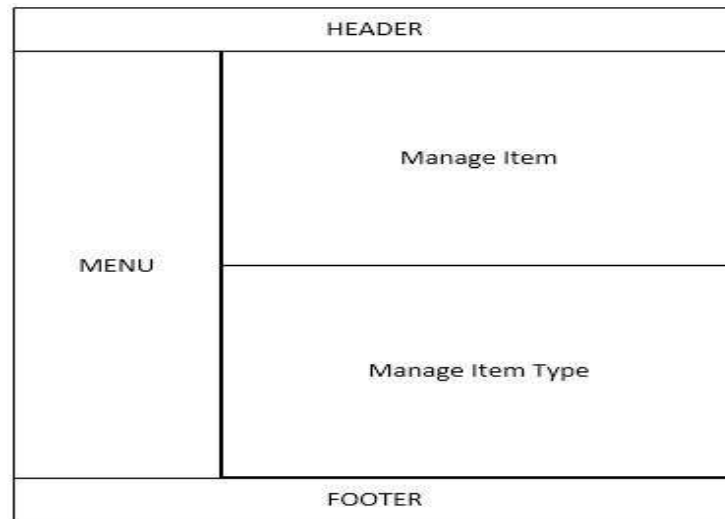 HEADER
Manage Item
MENU
Manage Item Type
FOOTER